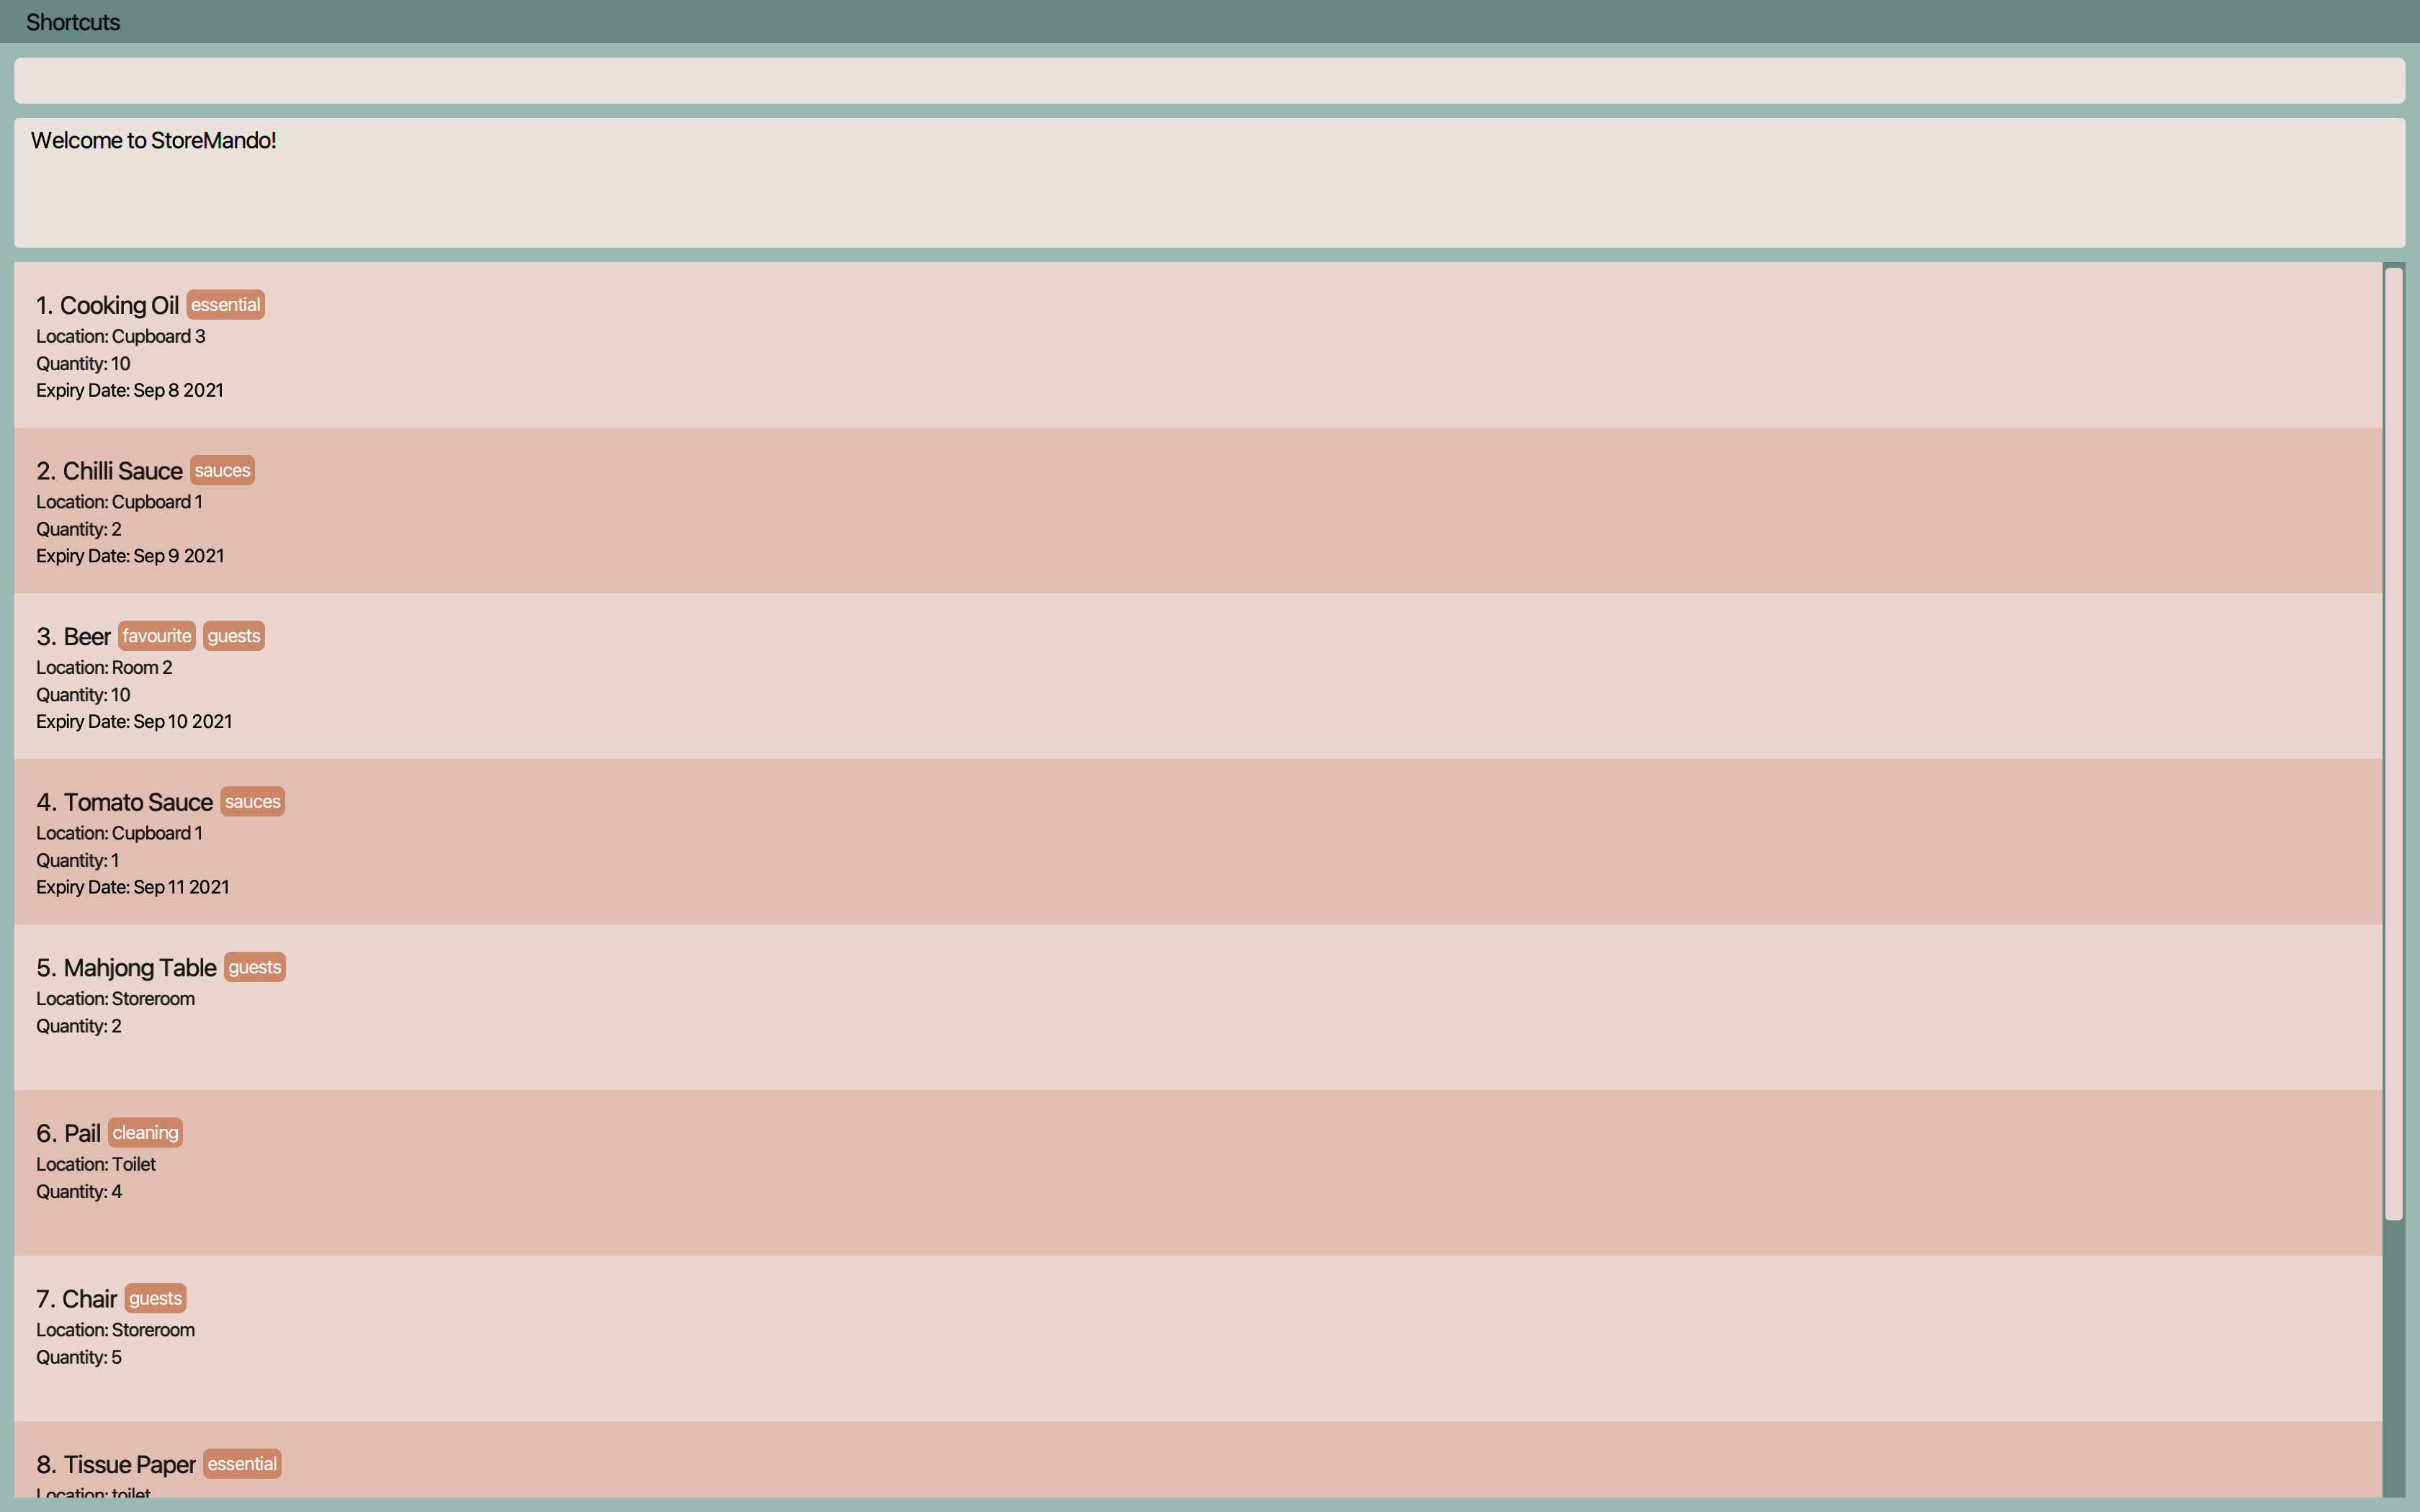 Shortcuts
Welcome to StoreMando!
1. Cooking Oil essential
Location: Cupboard 3
Quantity: 10
Expiry Date: Sep 8 2021
2. Chilli Sauce sauces
Location: Cupboard 1
Quantity: 2
Expiry Date: Sep 9 2021
3. Beer favourite guests
Location: Room 2
Quantity: 10
Expiry Date: Sep 10 2021
4. Tomato Sauce sauces
Location: Cupboard 1
Quantity: 1
Expiry Date: Sep 11 2021
5. Mahjong Table guests
Location: Storeroom
Quantity: 2
6. Pail cleaning
Location: Toilet
Quantity: 4
7. Chair guests
Location: Storeroom
Quantity: 5
8. Tissue Paper essential
Location: toilet